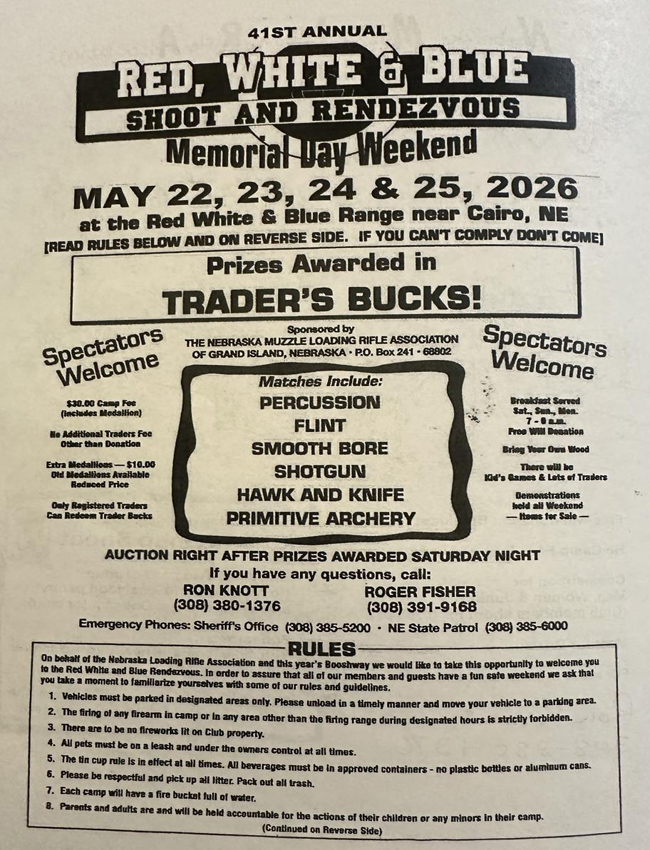 41ST ANNUAL
RED, WHITE & BLUE
SHOOT AND RENDEZVOUS
Memorial Day Weekend
MAY 22, 23, 24 & 25, 2026
at the Red White & Blue Range near Cairo, NE
[READ RULES BELOW AND ON REVERSE SIDE. IF YOU CAN'T COMPLY DON'T COME]
Prizes Awarded in
TRADER'S BUCKS!
Sponsored by
THE NEBRASKA MUZZLE LOADING RIFLE ASSOCIATION
OF GRAND ISLAND, NEBRASKA • P.O. Box 241 • 68802
Spectators
Welcome
$30.00 Camp Fee
(Includes Medallion)
No Additional Traders Fee
Other than Donation
Extra Medallions — $10.00
Old Medallions Available
Reduced Price
Only Registered Traders
Can Redeem Trader Bucks
Matches Include:
PERCUSSION
FLINT
SMOOTH BORE
SHOTGUN
HAWK AND KNIFE
PRIMITIVE ARCHERY
Spectators
Welcome
Breakfast Served
Sat., Sun., Mon.
7 - 9 a.m.
Free Will Donation
Bring Your Own Wood
There will be
Kid's Games & Lots of Traders
Demonstrations
held all Weekend
— Items for Sale —
AUCTION RIGHT AFTER PRIZES AWARDED SATURDAY NIGHT
If you have any questions, call:
RON KNOTT ROGER FISHER
(308) 380-1376 (308) 391-9168
Emergency Phones: Sheriff's Office (308) 385-5200 • NE State Patrol (308) 385-6000
RULES
On behalf of the Nebraska Loading Rifle Association and this year's Booshway we would like to take this opportunity to welcome you
to the Red White and Blue Rendezvous. In order to assure that all of our members and guests have a fun safe weekend we ask that
you take a moment to familiarize yourselves with some of our rules and guidelines.
1. Vehicles must be parked in designated areas only. Please unload in a timely manner and move your vehicle to a parking area.
2. The firing of any firearm in camp or in any area other than the firing range during designated hours is strictly forbidden.
3. There are to be no fireworks lit on Club property.
4. All pets must be on a leash and under the owners control at all times.
5. The tin cup rule is in effect at all times. All beverages must be in approved containers - no plastic bottles or aluminum cans.
6. Please be respectful and pick up all litter. Pack out all trash.
7. Each camp will have a fire bucket full of water.
8. Parents and adults are and will be held accountable for the actions of their children or any minors in their camp.
(Continued on Reverse Side)